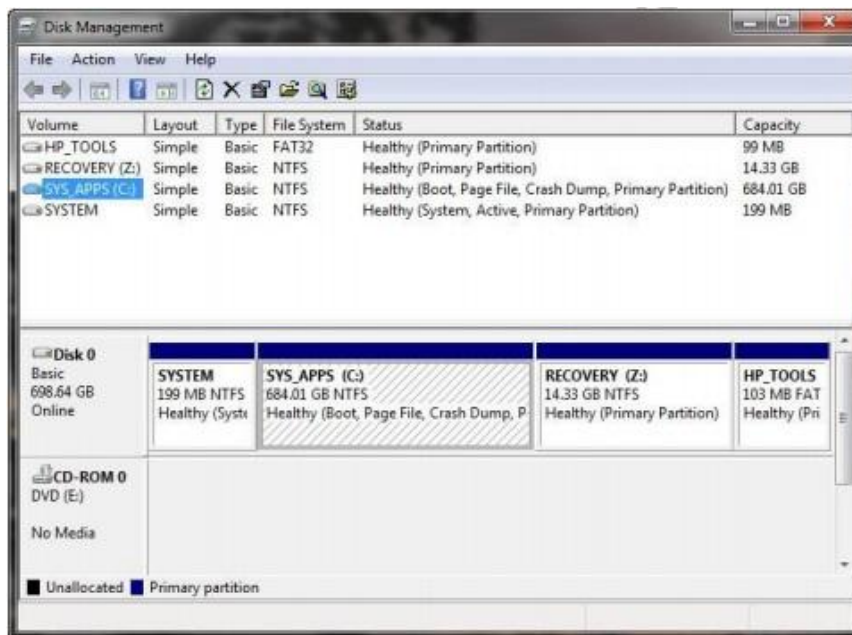 Disk Management
File Action View Help
Volume Layout Type File System Status Capacity
HP_TOOLS Simple Basic FAT32 Healthy (Primary Partition) 99 MB
RECOVERY (Z:) Simple Basic NTFS Healthy (Primary Partition) 14.33 GB
SYS_APPS (C:) Simple Basic NTFS Healthy (Boot, Page File, Crash Dump, Primary Partition) 684.01 GB
SYSTEM Simple Basic NTFS Healthy (System, Active, Primary Partition) 199 MB
Disk 0
Basic
698.64 GB
Online
SYSTEM
199 MB NTFS
Healthy (Syste
SYS_APPS (C:)
684.01 GB NTFS
Healthy (Boot, Page File, Crash Dump, P
RECOVERY (Z:)
14.33 GB NTFS
Healthy (Primary Partition)
HP_TOOLS
103 MB FAT
Healthy (Pri
CD-ROM 0
DVD (E:)
No Media
Unallocated Primary partition